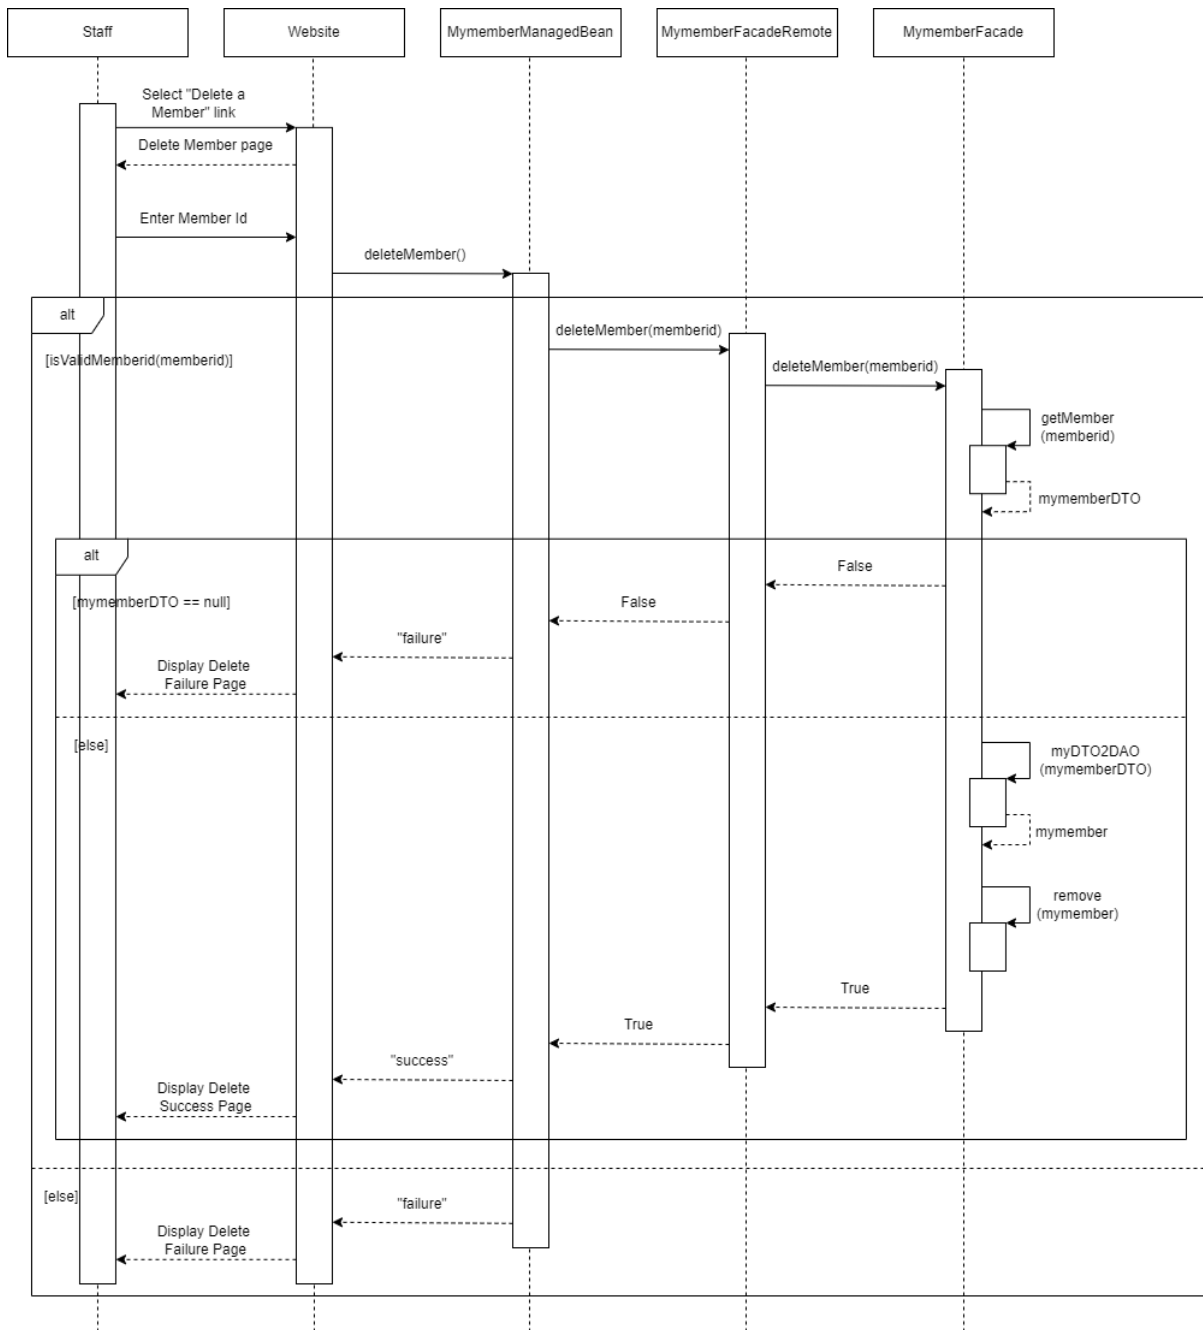 Staff
Website
MymemberManagedBean
MymemberFacadeRemote
MymemberFacade
Select "Delete a
Member" link
Delete Member page
Enter Member Id
deleteMember()
alt
[isValidMemberid(memberid)]
deleteMember(memberid)
deleteMember(memberid)
getMember
(memberid)
mymemberDTO
alt
[mymemberDTO == null]
False
False
"failure"
Display Delete
Failure Page
[else]
myDTO2DAO
(mymemberDTO)
mymember
remove
(mymember)
True
True
"success"
Display Delete
Success Page
[else]
"failure"
Display Delete
Failure Page